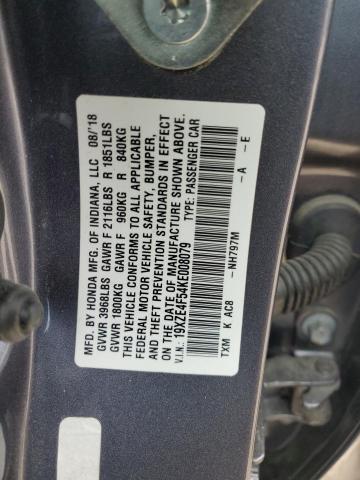 MFD. BY HONDA MFG. OF INDIANA, LLC 08/'18
GVWR 3968LBS GAWR F 2116LBS R 1851LBS
GVWR 1800KG GAWR F 960KG R 840KG
THIS VEHICLE CONFORMS TO ALL APPLICABLE
FEDERAL MOTOR VEHICLE SAFETY, BUMPER,
AND THEFT PREVENTION STANDARDS IN EFFECT
ON THE DATE OF MANUFACTURE SHOWN ABOVE.
V.I.N.: 19XZE4F54KE008079 TYPE: PASSENGER CAR
TXM K AC8 -NH797M -A -E